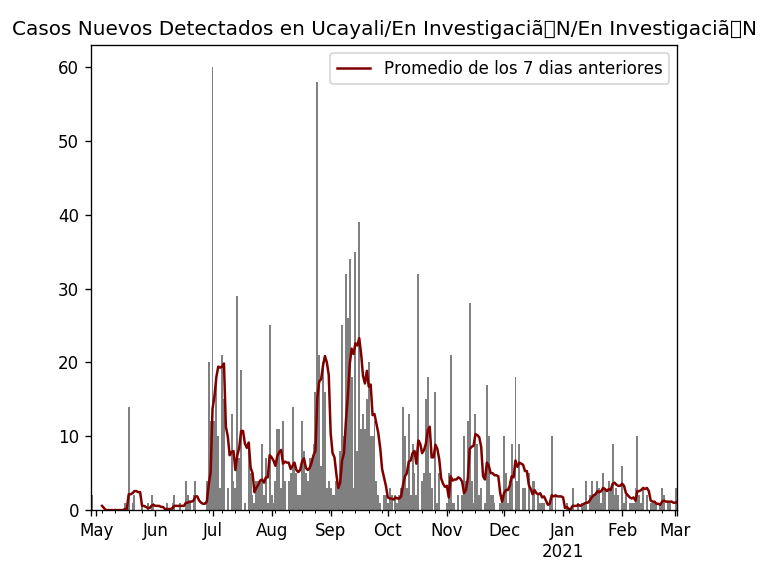 Casos Nuevos Detectados en Ucayali/En Investigaciã▯N/En Investigaciã▯N
Promedio de los 7 dias anteriores
60
50
40
30
20
10
0
May Jun Jul Aug Sep Oct Nov Dec Jan Feb Mar
2021